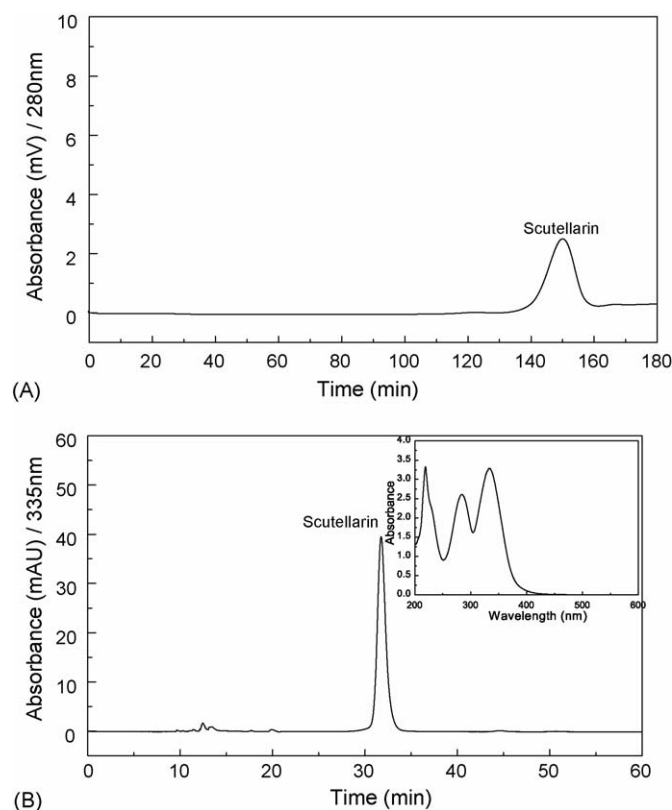 10
8
6
4
2
0
Absorbance (mV) / 280nm
Scutellarin
0 20 40 60 80 100 120 140 160 180
Time (min)
(A)
60
50
40
30
20
10
0
Absorbance (mAU) / 335nm
Scutellarin
4.0
3.5
3.0
2.5
2.0
1.5
1.0
0.5
0.0
Absorbance
200 300 400 500 600
Wavelength (nm)
0 10 20 30 40 50 60
Time (min)
(B)